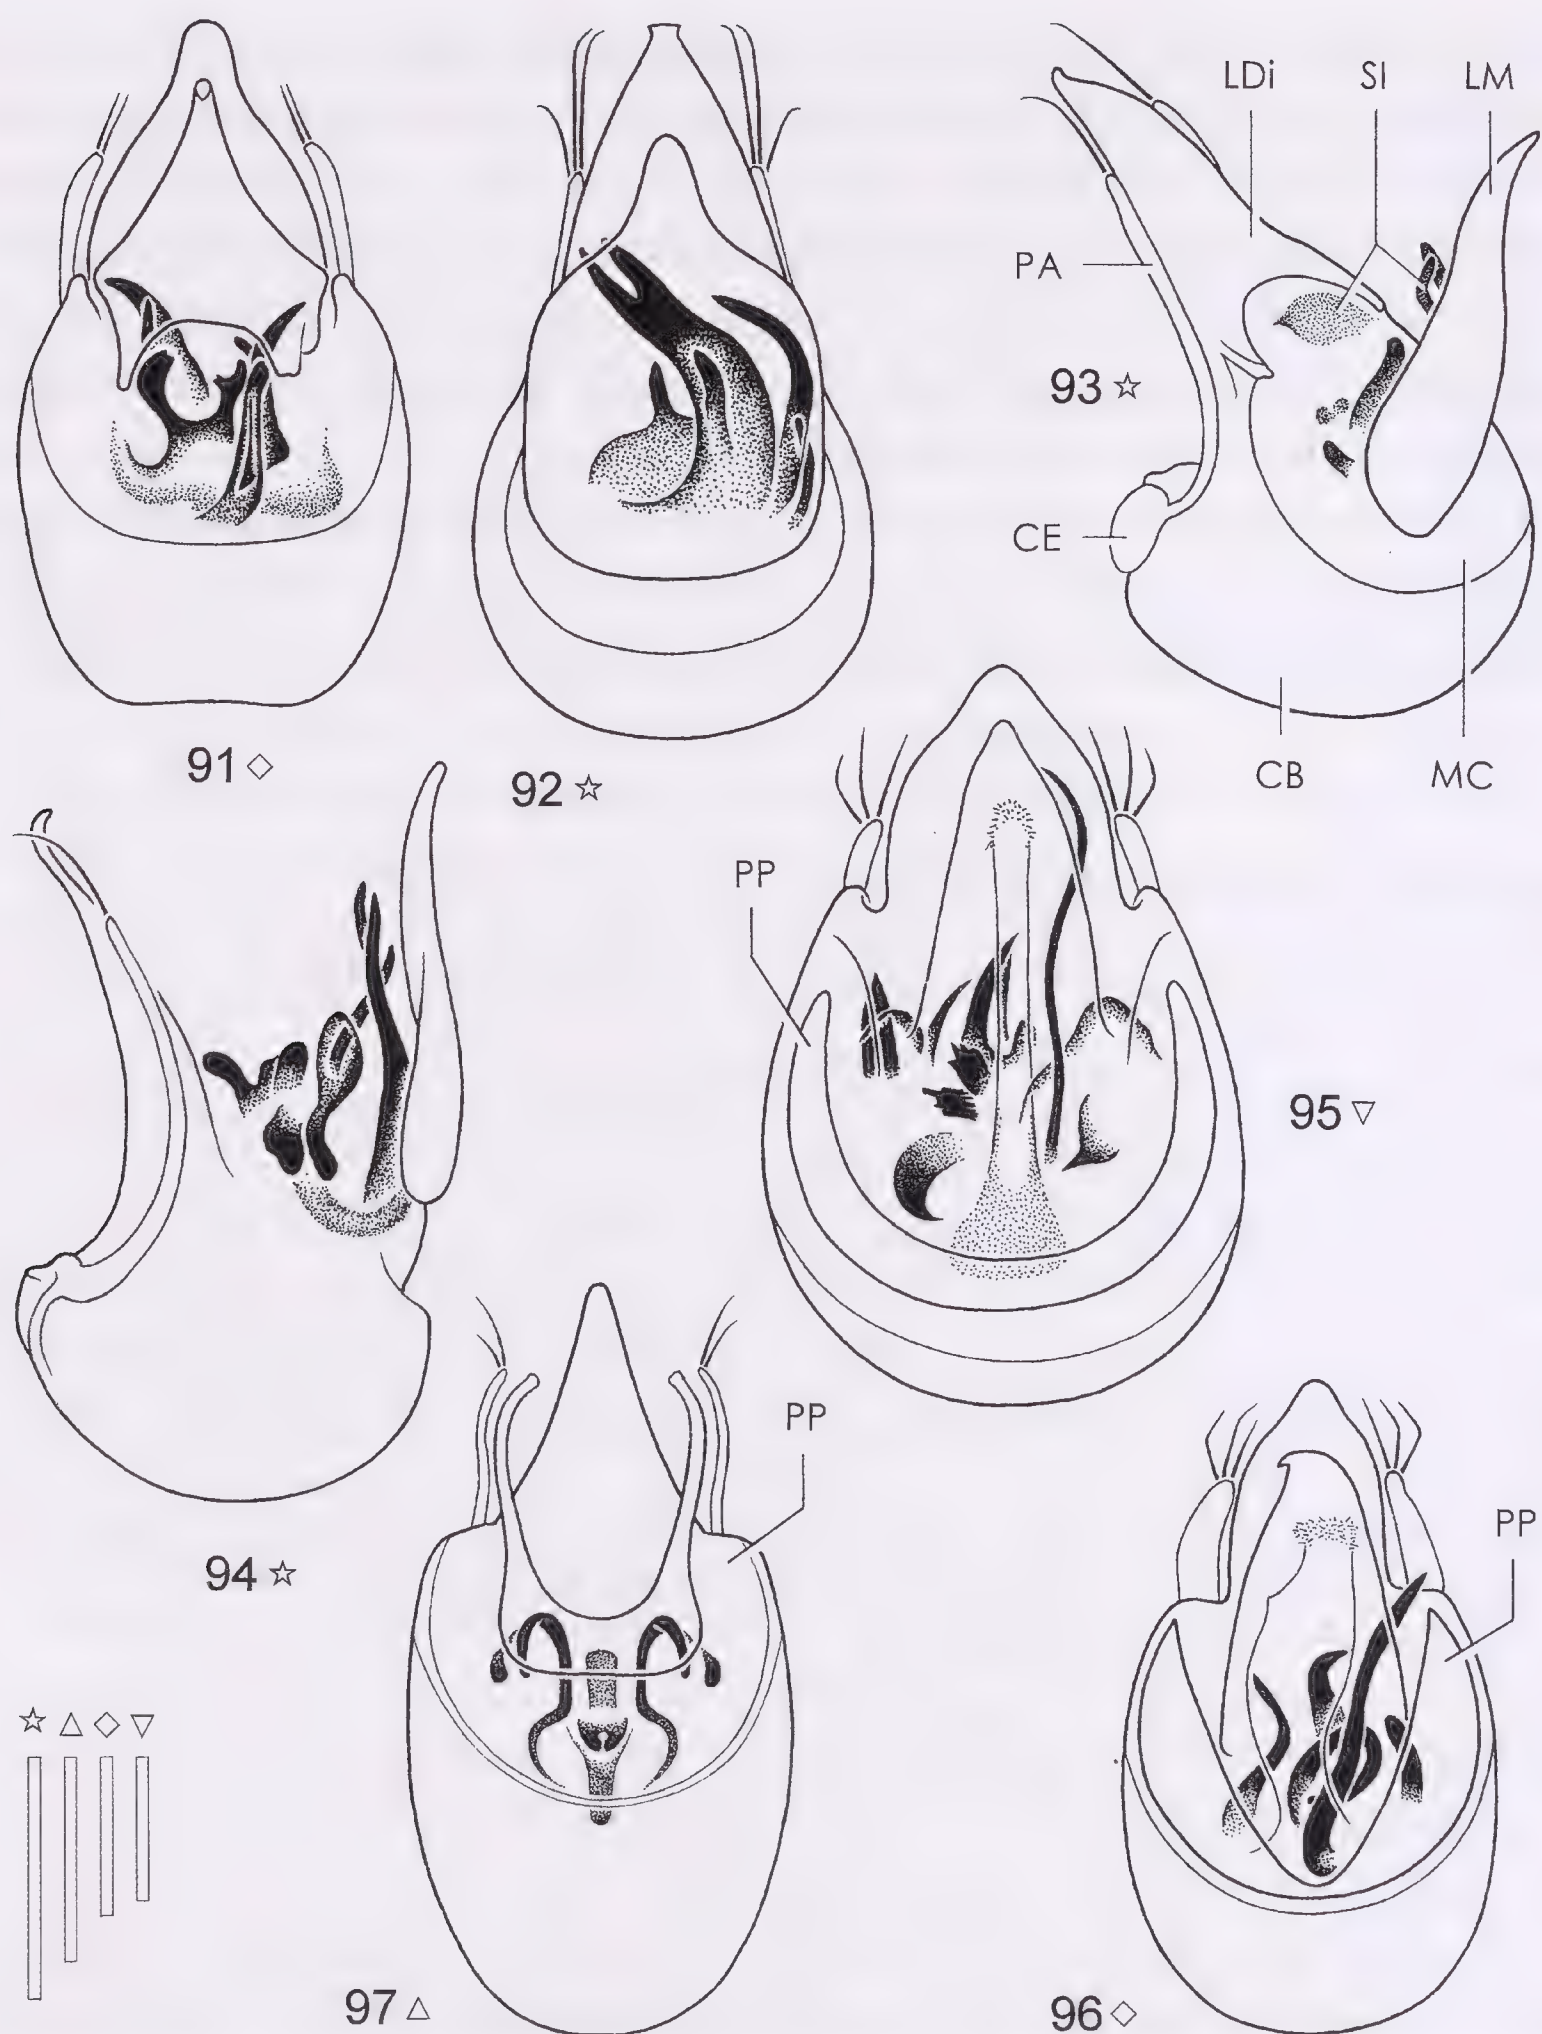 LDi SI LM
PA
93 ☆
CE
CB MC
91 ◇
92 ☆
PP
95 ▽
94 ☆
PP
PP
☆ △ ◇ ▽
97 △
96 ◇